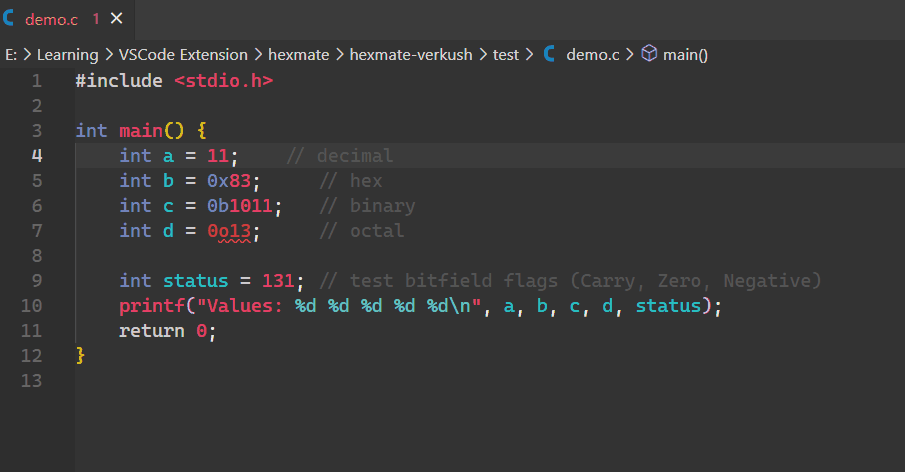 demo.c 1
E: > Learning > VSCode Extension > hexmate > hexmate-verkush > test > C demo.c > main()
1 #include <stdio.h>
2
3 int main() {
4     int a = 11;    // decimal
5     int b = 0x83;     // hex
6     int c = 0b1011;   // binary
7     int d = 0o13;     // octal
8
9     int status = 131; // test bitfield flags (Carry, Zero, Negative)
10     printf("Values: %d %d %d %d %d\n", a, b, c, d, status);
11     return 0;
12 }
13